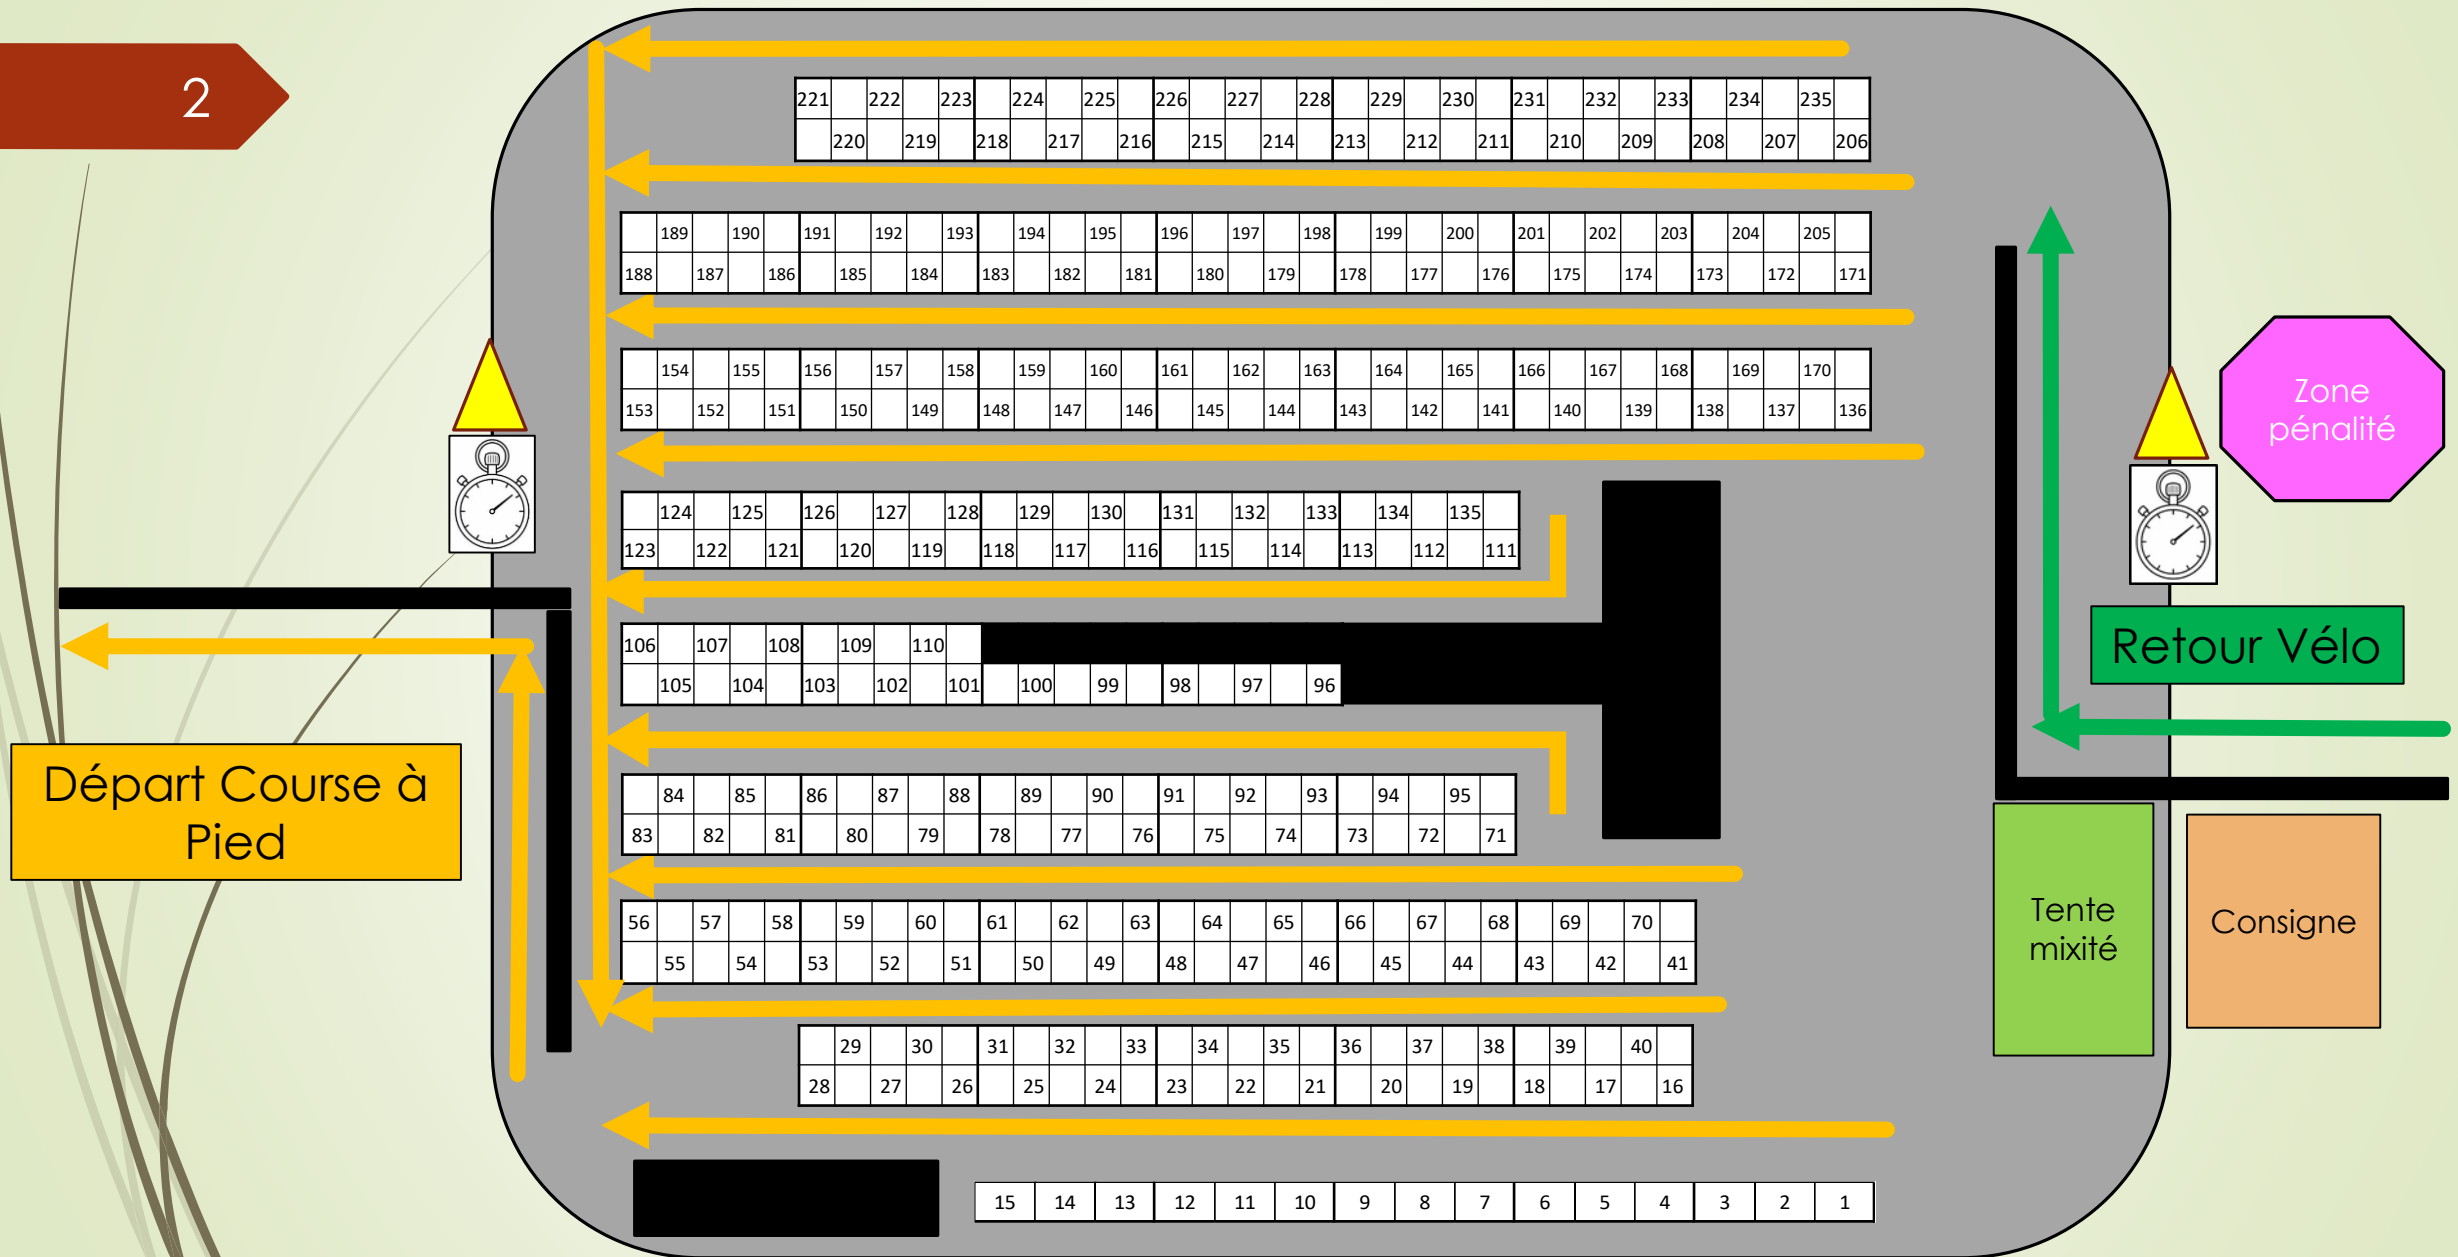 2
221 222 223 224 225 226 227 228 229 230 231 232 233 234 235
220 219 218 217 216 215 214 213 212 211 210 209 208 207 206
189 190 191 192 193 194 195 196 197 198 199 200 201 202 203 204 205
188 187 186 185 184 183 182 181 180 179 178 177 176 175 174 173 172 171
154 155 156 157 158 159 160 161 162 163 164 165 166 167 168 169 170
153 152 151 150 149 148 147 146 145 144 143 142 141 140 139 138 137 136
Zone
pénalité
124 125 126 127 128 129 130 131 132 133 134 135
123 122 121 120 119 118 117 116 115 114 113 112 111
106 107 108 109 110
105 104 103 102 101 100 99 98 97 96
Retour Vélo
Départ Course à
Pied
84 85 86 87 88 89 90 91 92 93 94 95
83 82 81 80 79 78 77 76 75 74 73 72 71
56 57 58 59 60 61 62 63 64 65 66 67 68 69 70
55 54 53 52 51 50 49 48 47 46 45 44 43 42 41
Tente
mixité
Consigne
29 30 31 32 33 34 35 36 37 38 39 40
28 27 26 25 24 23 22 21 20 19 18 17 16
15 14 13 12 11 10 9 8 7 6 5 4 3 2 1